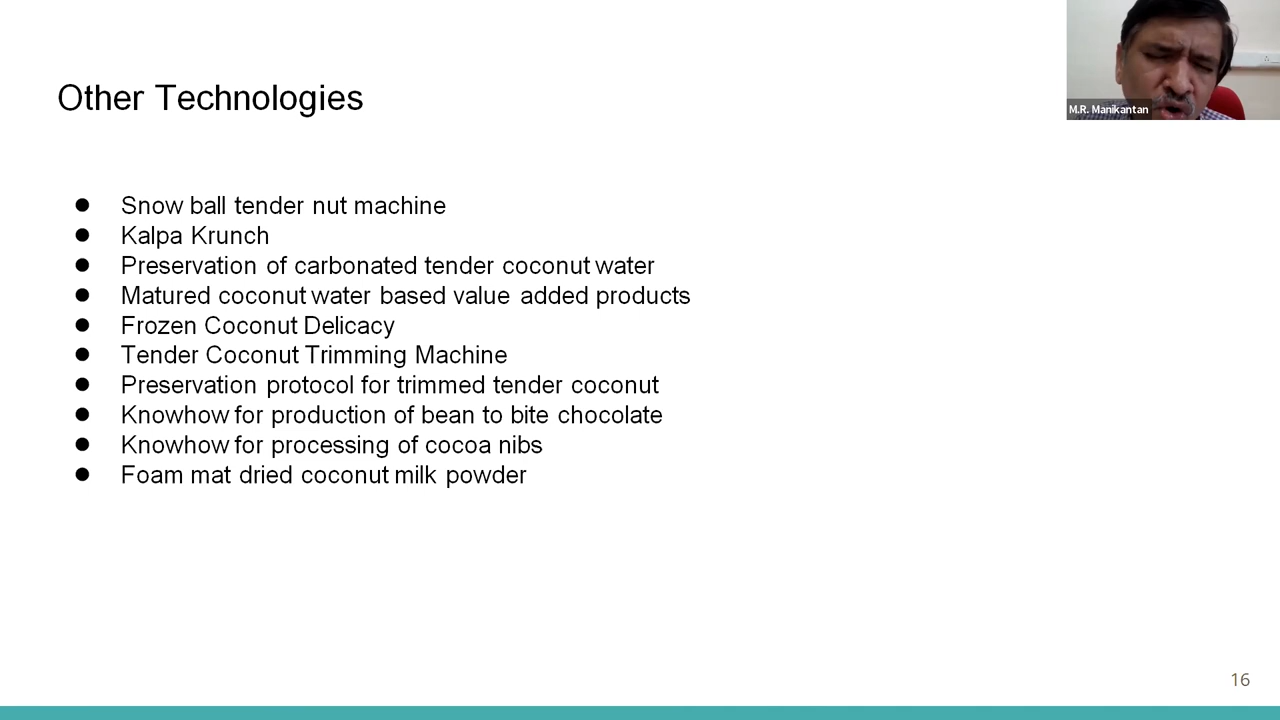 M.R. Manikantan
Other Technologies
● Snow ball tender nut machine
● Kalpa Krunch
● Preservation of carbonated tender coconut water
● Matured coconut water based value added products
● Frozen Coconut Delicacy
● Tender Coconut Trimming Machine
● Preservation protocol for trimmed tender coconut
● Knowhow for production of bean to bite chocolate
● Knowhow for processing of cocoa nibs
● Foam mat dried coconut milk powder
16